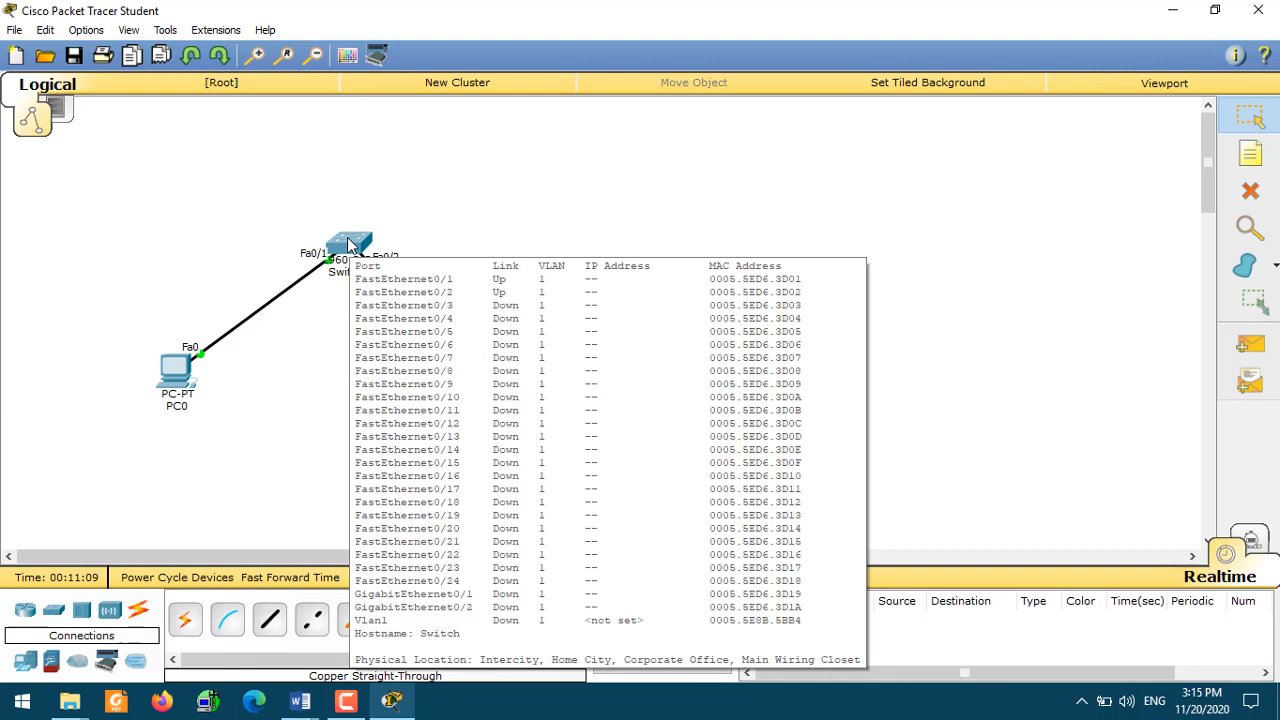 Cisco Packet Tracer Student
File Edit Options View Tools Extensions Help
Logical [Root] New Cluster Move Object Set Tiled Background Viewport
Fa0/1
Fa0
PC-PT
PC0
Port Link VLAN IP Address MAC Address
FastEthernet0/1 Up 1 -- 0005.5ED6.3D01
FastEthernet0/2 Up 1 -- 0005.5ED6.3D02
FastEthernet0/3 Down 1 -- 0005.5ED6.3D03
FastEthernet0/4 Down 1 -- 0005.5ED6.3D04
FastEthernet0/5 Down 1 -- 0005.5ED6.3D05
FastEthernet0/6 Down 1 -- 0005.5ED6.3D06
FastEthernet0/7 Down 1 -- 0005.5ED6.3D07
FastEthernet0/8 Down 1 -- 0005.5ED6.3D08
FastEthernet0/9 Down 1 -- 0005.5ED6.3D09
FastEthernet0/10 Down 1 -- 0005.5ED6.3D0A
FastEthernet0/11 Down 1 -- 0005.5ED6.3D0B
FastEthernet0/12 Down 1 -- 0005.5ED6.3D0C
FastEthernet0/13 Down 1 -- 0005.5ED6.3D0D
FastEthernet0/14 Down 1 -- 0005.5ED6.3D0E
FastEthernet0/15 Down 1 -- 0005.5ED6.3D0F
FastEthernet0/16 Down 1 -- 0005.5ED6.3D10
FastEthernet0/17 Down 1 -- 0005.5ED6.3D11
FastEthernet0/18 Down 1 -- 0005.5ED6.3D12
FastEthernet0/19 Down 1 -- 0005.5ED6.3D13
FastEthernet0/20 Down 1 -- 0005.5ED6.3D14
FastEthernet0/21 Down 1 -- 0005.5ED6.3D15
FastEthernet0/22 Down 1 -- 0005.5ED6.3D16
FastEthernet0/23 Down 1 -- 0005.5ED6.3D17
FastEthernet0/24 Down 1 -- 0005.5ED6.3D18
GigabitEthernet0/1 Down 1 -- 0005.5ED6.3D19
GigabitEthernet0/2 Down 1 -- 0005.5ED6.3D1A
Vlan1 Down 1 <not set> 0005.5E8B.5BB4
Hostname: Switch
Physical Location: Intercity, Home City, Corporate Office, Main Wiring Closet
Time: 00:11:09 Power Cycle Devices Fast Forward Time
Realtime
Connections
Source Destination Type Color Time(sec) Periodic Num
Copper Straight-Through
ENG
3:15 PM
11/20/2020